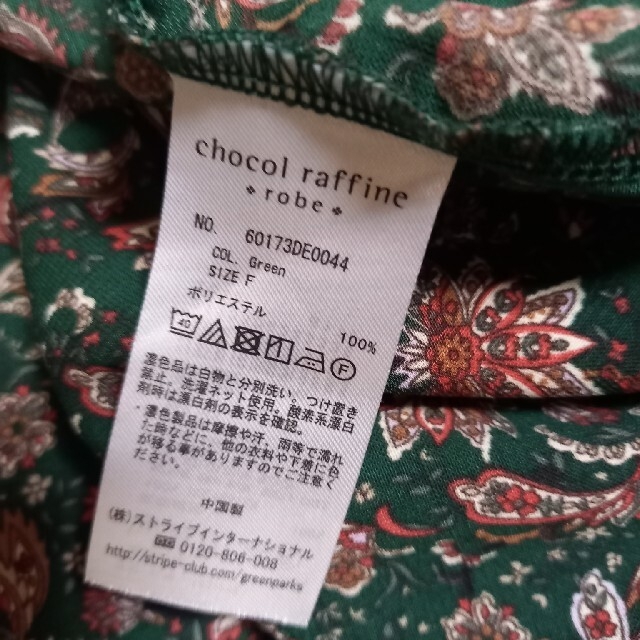 chocol raffine
robe
NO. 60173DE0044
COL. Green
SIZE F
ポリエステル 100%
40
F
濃色品は白物と分別洗い。つけ置き
禁止。洗濯ネット使用。酸素系漂白
剤時は漂白剤の表示を確認。
・濃色製品は摩擦や汗、雨等で濡れ
た時などに、他の衣料や下着に色
が移る事がありますのでご注意く
ださい。
中国製
(株)ストライプインターナショナル
0120-806-008
http://stripe-club.com/greenparks